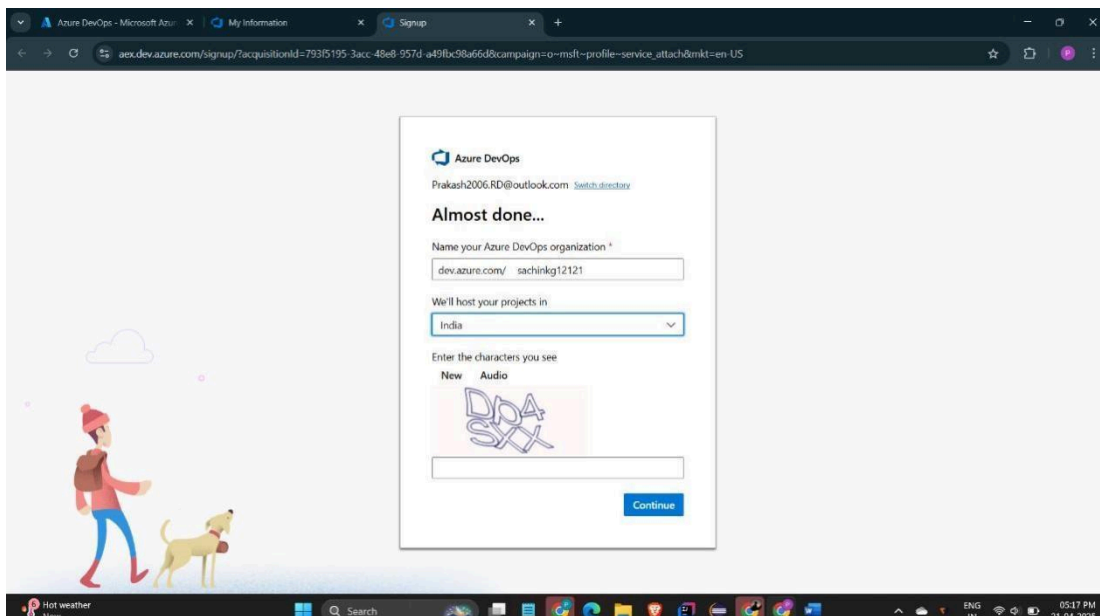 Azure DevOps - Microsoft Azur
My Information
Signup
aex.dev.azure.com/signup/?acquisitionId=793f5195-3acc-48e8-957d-a49fbc98a66d&campaign=o~msft~profile~service_attach&mkt=en-US
Azure DevOps
Prakash2006.RD@outlook.com Switch directory
Almost done...
Name your Azure DevOps organization *
dev.azure.com/ sachinkg12121
We'll host your projects in
India
Enter the characters you see
New Audio
Continue
Hot weather
Search
ENG
05:17 PM